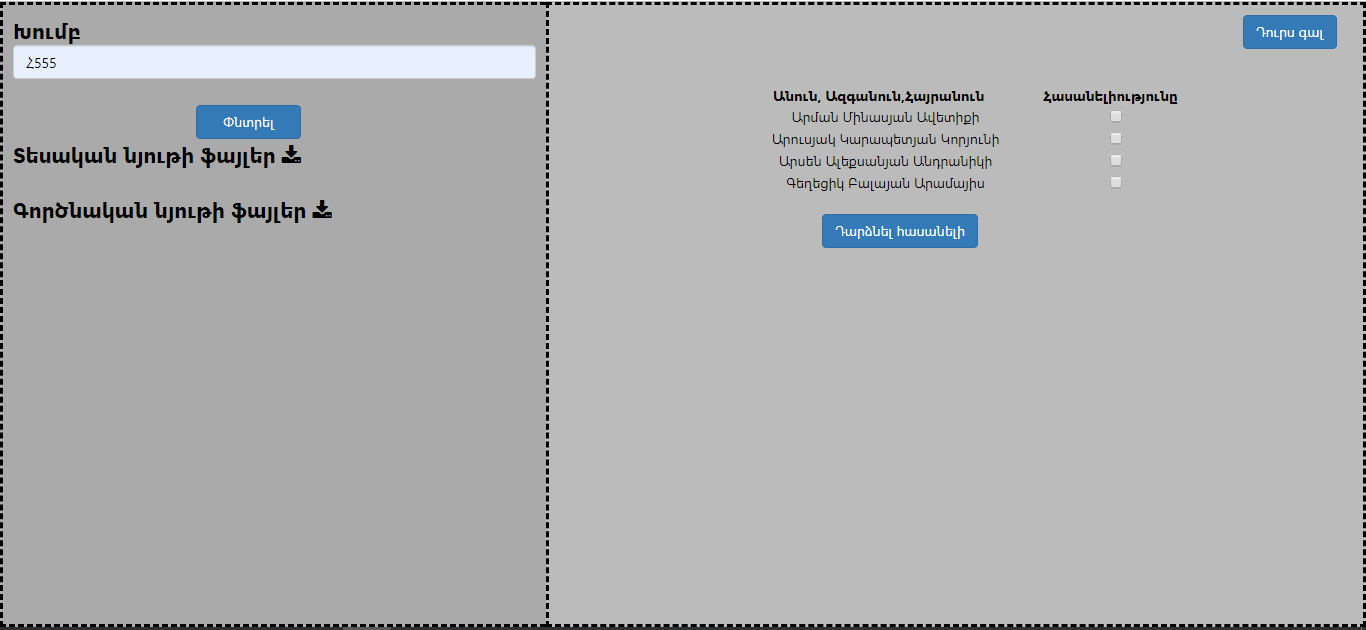 Խումբ
Հ555
Փնտրել
Տեսական նյութի ֆայլեր
Գործնական նյութի ֆայլեր
Դուրս գալ
Անուն, Ազգանուն,Հայրանուն Հասանելիությունը
Արման Մինասյան Ավետիքի
Արուսյակ Կարապետյան Կորյունի
Արսեն Ալեքսանյան Անդրանիկի
Գեղեցիկ Բալայան Արամայիս
Դարձնել հասանելի